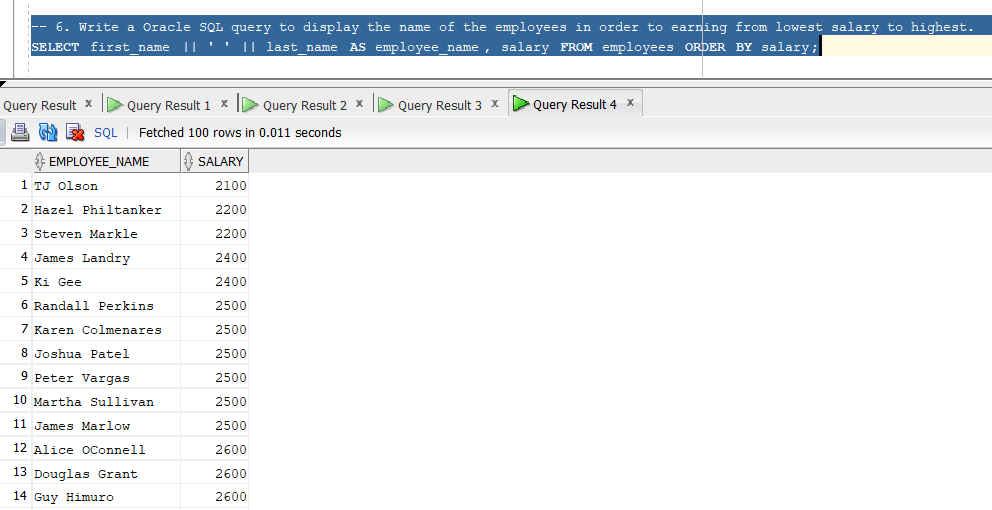 -- 6. Write a Oracle SQL query to display the name of the employees in order to earning from lowest salary to highest.
SELECT first_name || ' ' || last_name AS employee_name, salary FROM employees ORDER BY salary;
Query Result x Query Result 1 x Query Result 2 x Query Result 3 x Query Result 4 x
SQL | Fetched 100 rows in 0.011 seconds
EMPLOYEE_NAME SALARY
1 TJ Olson 2100
2 Hazel Philtanker 2200
3 Steven Markle 2200
4 James Landry 2400
5 Ki Gee 2400
6 Randall Perkins 2500
7 Karen Colmenares 2500
8 Joshua Patel 2500
9 Peter Vargas 2500
10 Martha Sullivan 2500
11 James Marlow 2500
12 Alice OConnell 2600
13 Douglas Grant 2600
14 Guy Himuro 2600